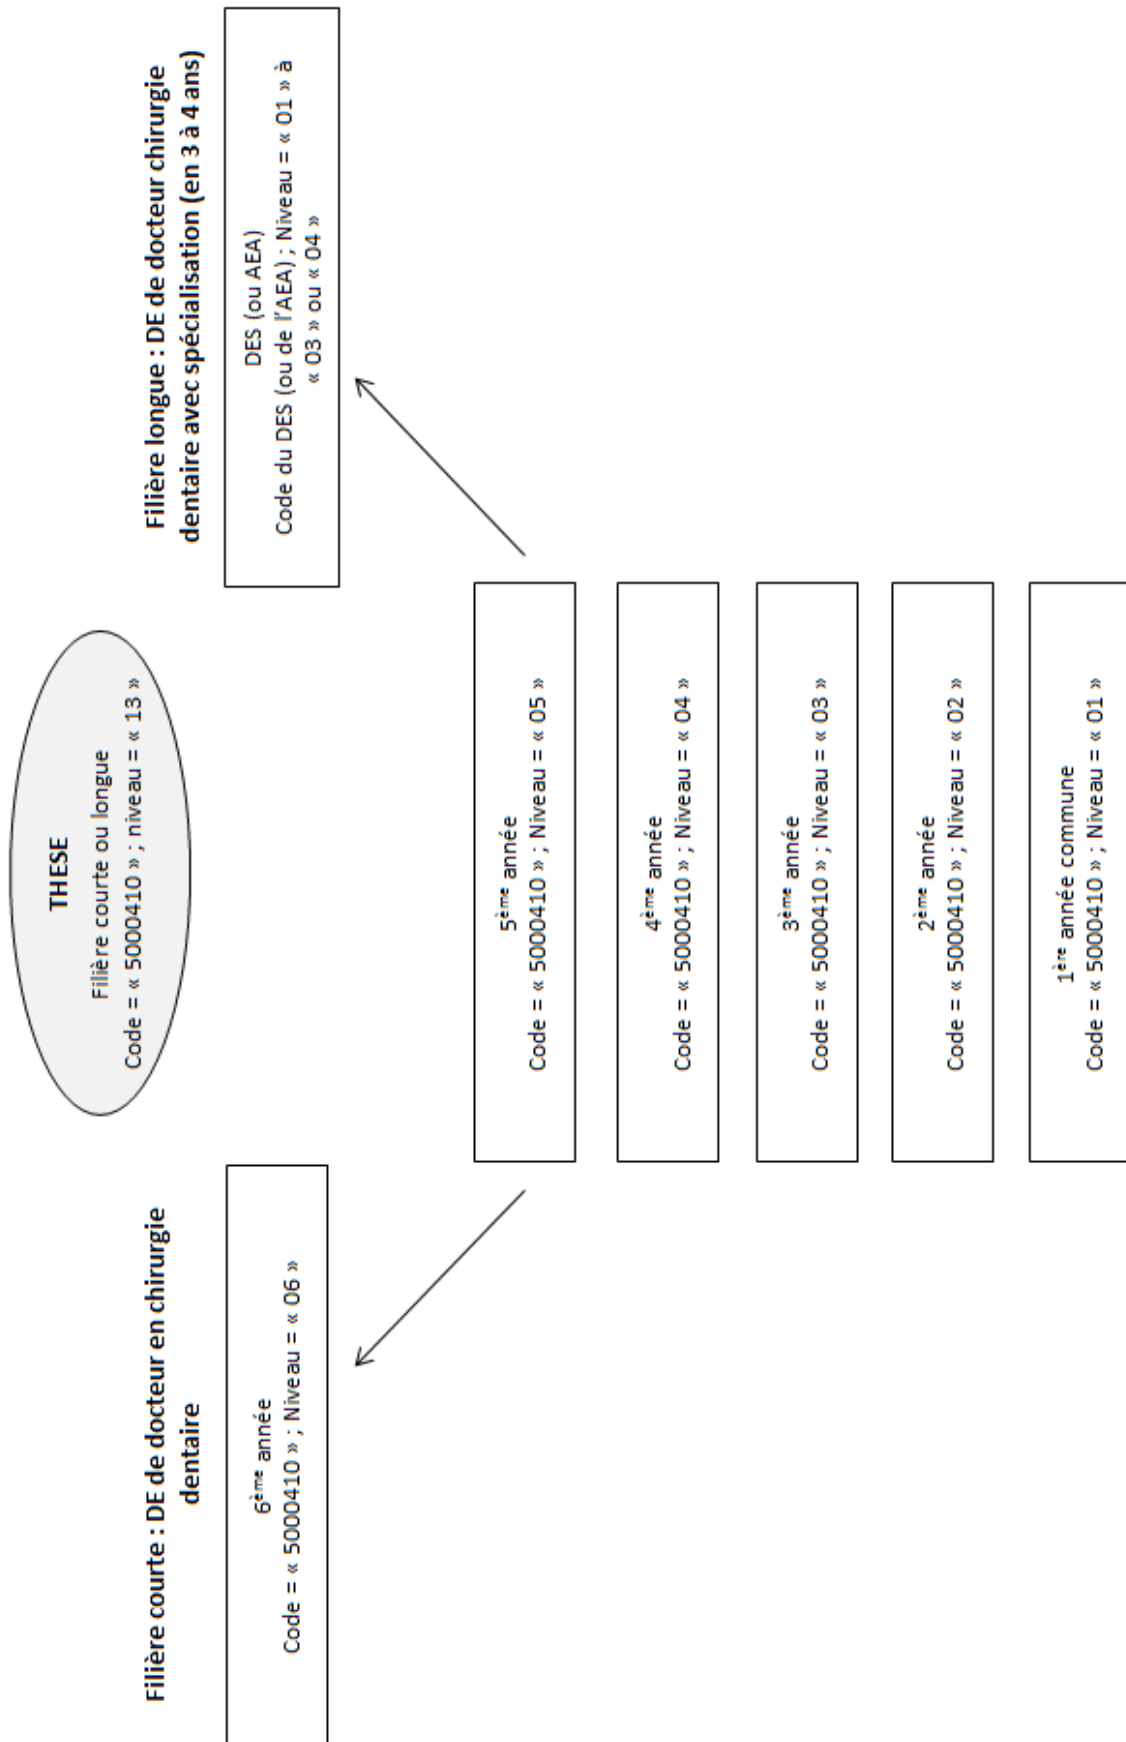 THESE
Filière courte ou longue
Code = « 5000410 » ; niveau = « 13 »
Filière courte : DE de docteur en chirurgie
dentaire
Filière longue : DE de docteur chirurgie
dentaire avec spécialisation (en 3 à 4 ans)
6ème année
Code = « 5000410 » ; Niveau = « 06 »
DES (ou AEA)
Code du DES (ou de l'AEA) ; Niveau = « 01 » à
« 03 » ou « 04 »
5ème année
Code = « 5000410 » ; Niveau = « 05 »
4ème année
Code = « 5000410 » ; Niveau = « 04 »
3ème année
Code = « 5000410 » ; Niveau = « 03 »
2ème année
Code = « 5000410 » ; Niveau = « 02 »
1ère année commune
Code = « 5000410 » ; Niveau = « 01 »